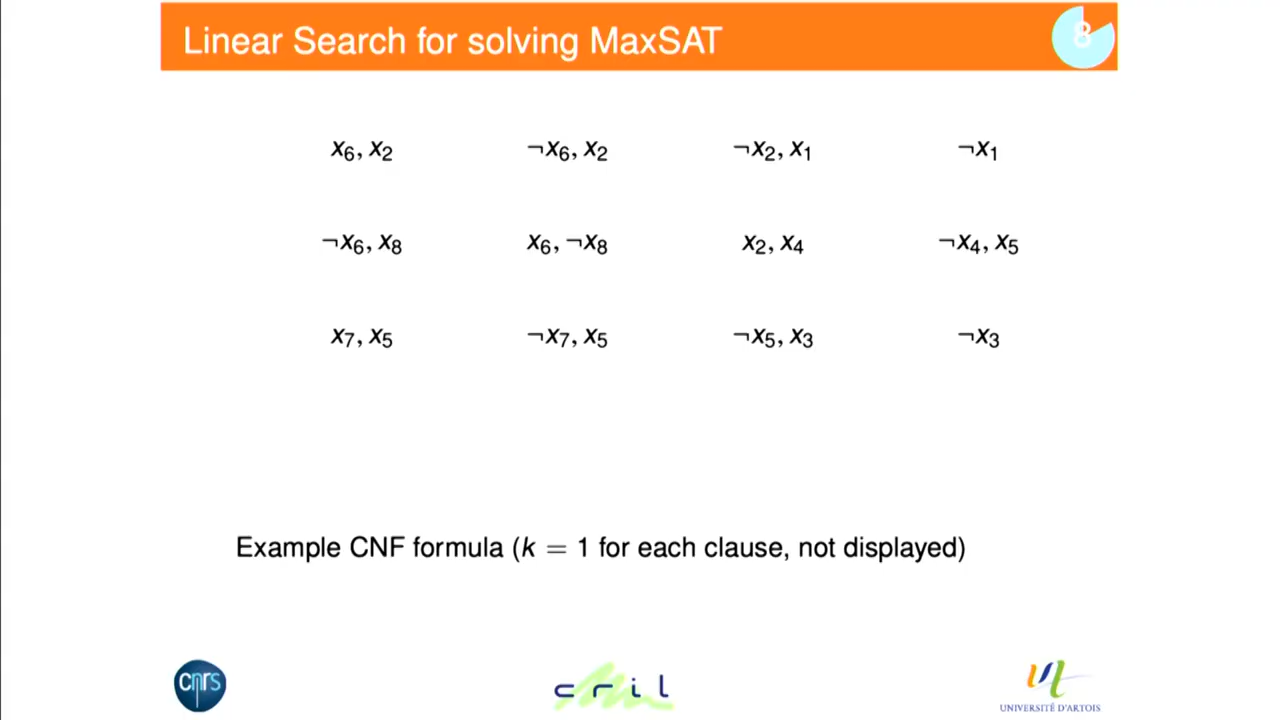 Linear Search for solving MaxSAT
8
x₆, x₂ ¬x₆, x₂ ¬x₂, x₁ ¬x₁
¬x₆, x₈ x₆, ¬x₈ x₂, x₄ ¬x₄, x₅
x₇, x₅ ¬x₇, x₅ ¬x₅, x₃ ¬x₃
Example CNF formula (k = 1 for each clause, not displayed)
cnrs
cril
UNIVERSITÉ D'ARTOIS